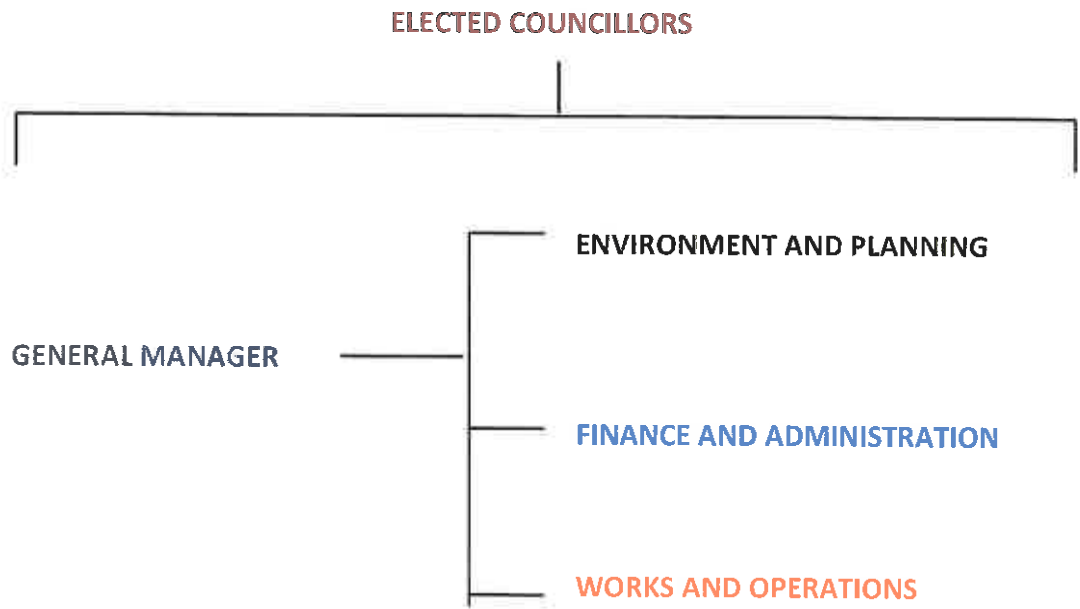 ELECTED COUNCILLORS
ENVIRONMENT AND PLANNING
GENERAL MANAGER
FINANCE AND ADMINISTRATION
WORKS AND OPERATIONS